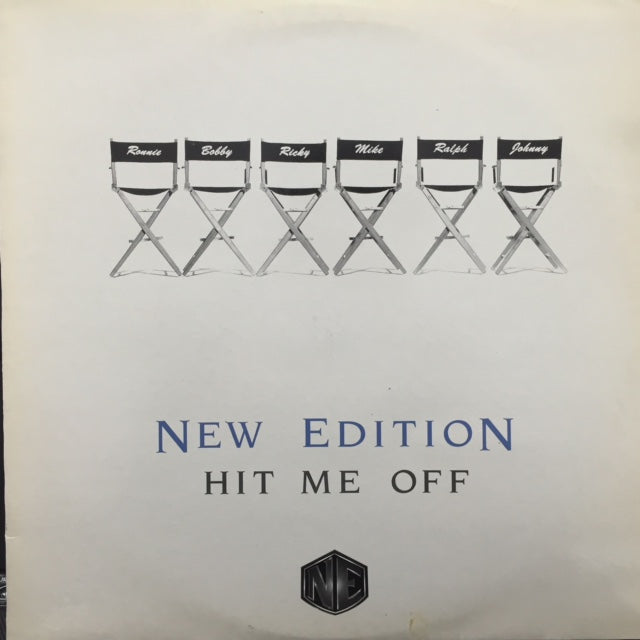 Ronnie Bobby Ricky Mike Ralph Johnny
NEW EDITION
HIT ME OFF
NE